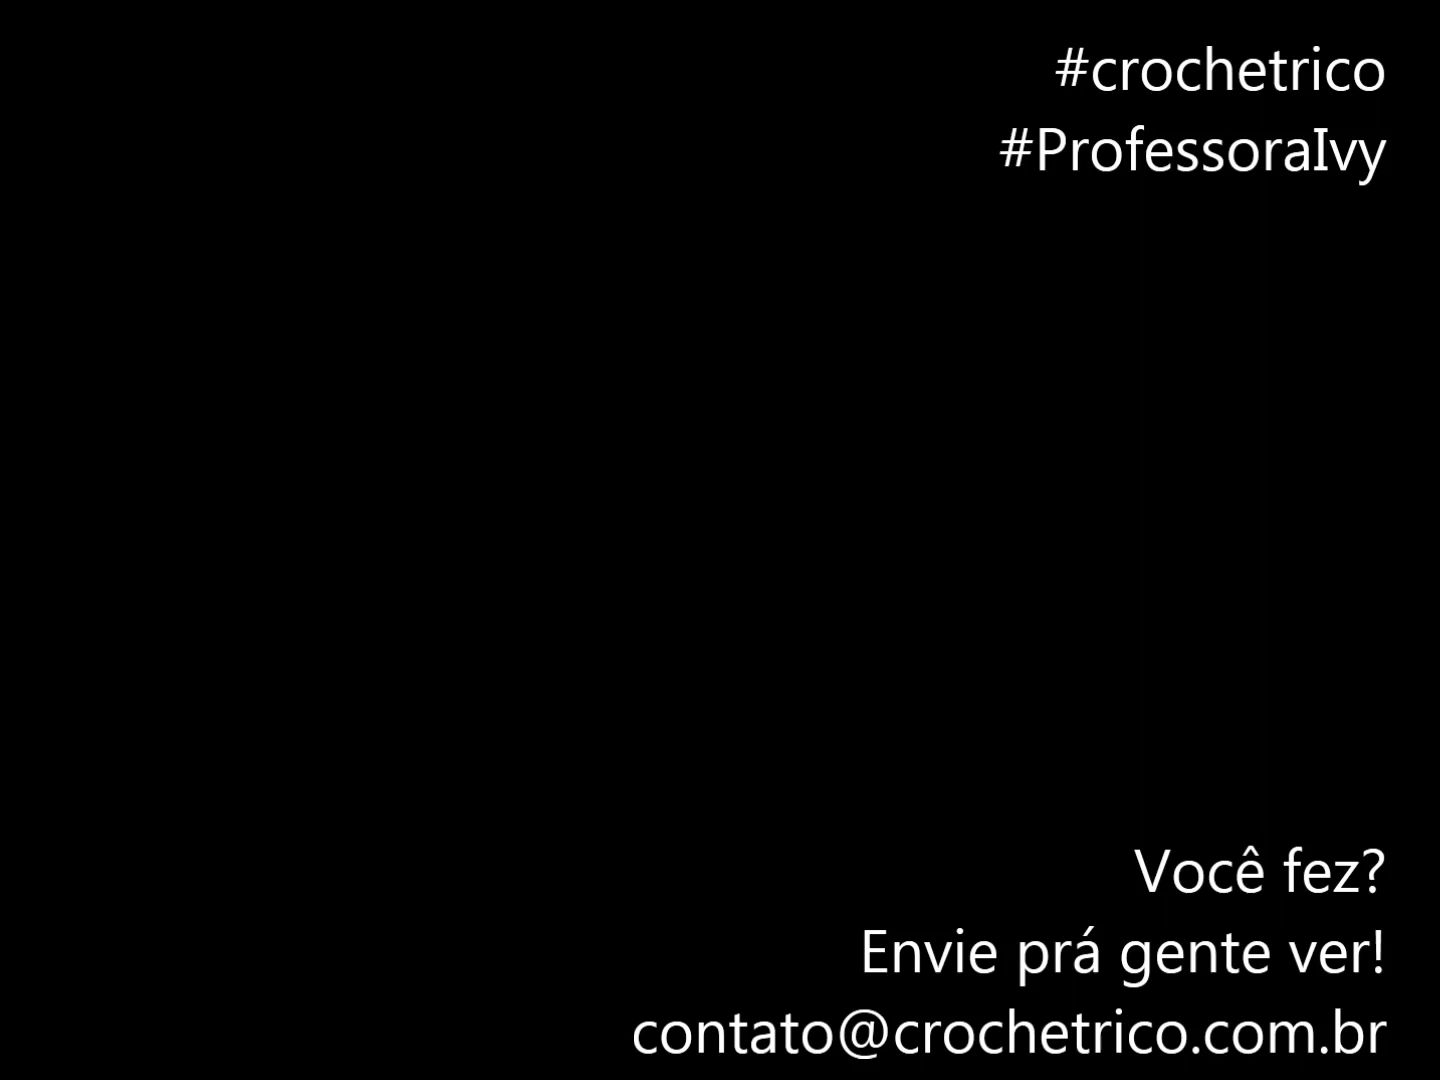 #crochetrico
#ProfessoraIvy
Você fez?
Envie prá gente ver!
contato@crochetrico.com.br